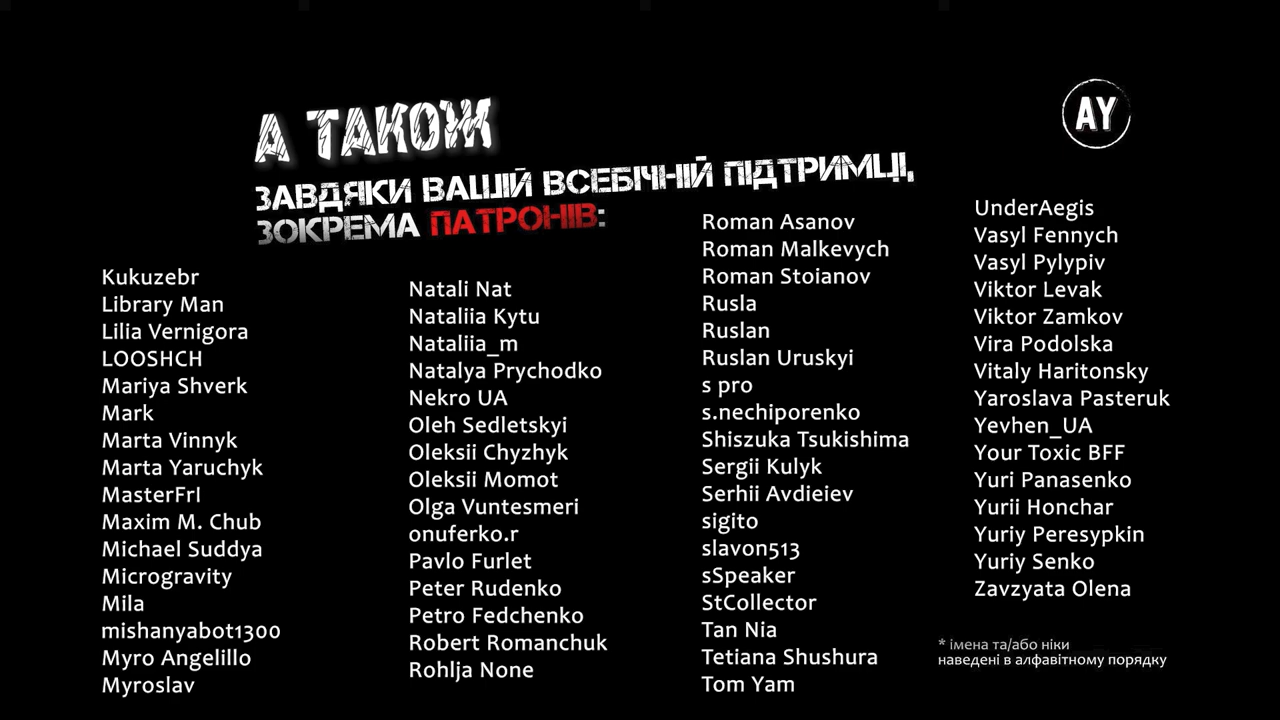 А ТАКОЖ
AY
ЗАВДЯКИ ВАШІЙ ВСЕБІЧНІЙ ПІДТРИМЦІ,
ЗОКРЕМА ПАТРОНІВ:
Kukuzebr
Library Man
Lilia Vernigora
LOOSHCH
Mariya Shverk
Mark
Marta Vinnyk
Marta Yaruchyk
MasterFrI
Maxim M. Chub
Michael Suddya
Microgravity
Mila
mishanyabot1300
Myro Angelillo
Myroslav
Natali Nat
Nataliia Kytu
Nataliia_m
Natalya Prychodko
Nekro UA
Oleh Sedletskyi
Oleksii Chyzhyk
Oleksii Momot
Olga Vuntesmeri
onuferko.r
Pavlo Furlet
Peter Rudenko
Petro Fedchenko
Robert Romanchuk
Rohlja None
Roman Asanov
Roman Malkevych
Roman Stoianov
Rusla
Ruslan
Ruslan Uruskyi
s pro
s.nechiporenko
Shiszuka Tsukishima
Sergii Kulyk
Serhii Avdieiev
sigito
slavon513
sSpeaker
StCollector
Tan Nia
Tetiana Shushura
Tom Yam
UnderAegis
Vasyl Fennych
Vasyl Pylypiv
Viktor Levak
Viktor Zamkov
Vira Podolska
Vitaly Haritonsky
Yaroslava Pasteruk
Yevhen_UA
Your Toxic BFF
Yuri Panasenko
Yurii Honchar
Yuriy Peresypkin
Yuriy Senko
Zavzyata Olena
* імена та/або ніки
наведені в алфавітному порядку